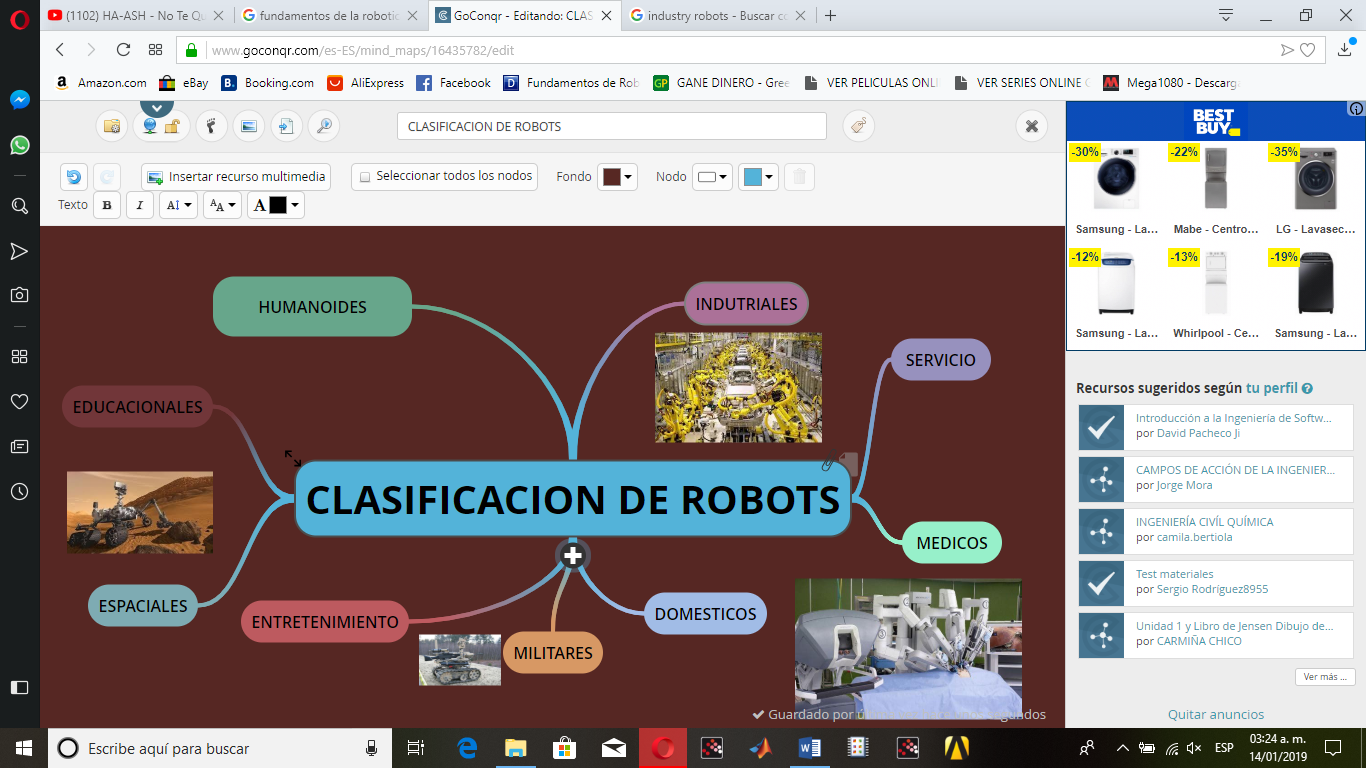 (1102) HA-ASH - No Te Qu
fundamentos de la robotic
GoConqr - Editando: CLAS
industry robots - Buscar co
www.goconqr.com/es-ES/mind_maps/16435782/edit
Amazon.com
eBay
Booking.com
AliExpress
Facebook
Fundamentos de Rob
GANE DINERO - Gree
VER PELICULAS ONLI
VER SERIES ONLINE G
Mega1080 - Descarga
CLASIFICACION DE ROBOTS
Insertar recurso multimedia
Seleccionar todos los nodos
Fondo
Nodo
Texto
B
I
A
AA
A
HUMANOIDES
INDUTRIALES
SERVICIO
EDUCACIONALES
CLASIFICACION DE ROBOTS
MEDICOS
ESPACIALES
ENTRETENIMIENTO
DOMESTICOS
MILITARES
Guardado por
BEST
BUY
-30%
-22%
-35%
Samsung - La...
Mabe - Centro...
LG - Lavasec...
-12%
-13%
-19%
Samsung - La...
Whirlpool - Ce...
Samsung - La...
Recursos sugeridos según tu perfil
Introducción a la Ingeniería de Softw...
por David Pacheco Ji
CAMPOS DE ACCIÓN DE LA INGENIER...
por Jorge Mora
INGENIERÍA CIVÍL QUÍMICA
por camila.bertiola
Test materiales
por Sergio Rodríguez8955
Unidad 1 y Libro de Jensen Dibujo de...
por CARMIÑA CHICO
Ver más ...
Quitar anuncios
Escribe aquí para buscar
ESP
03:24 a. m.
14/01/2019